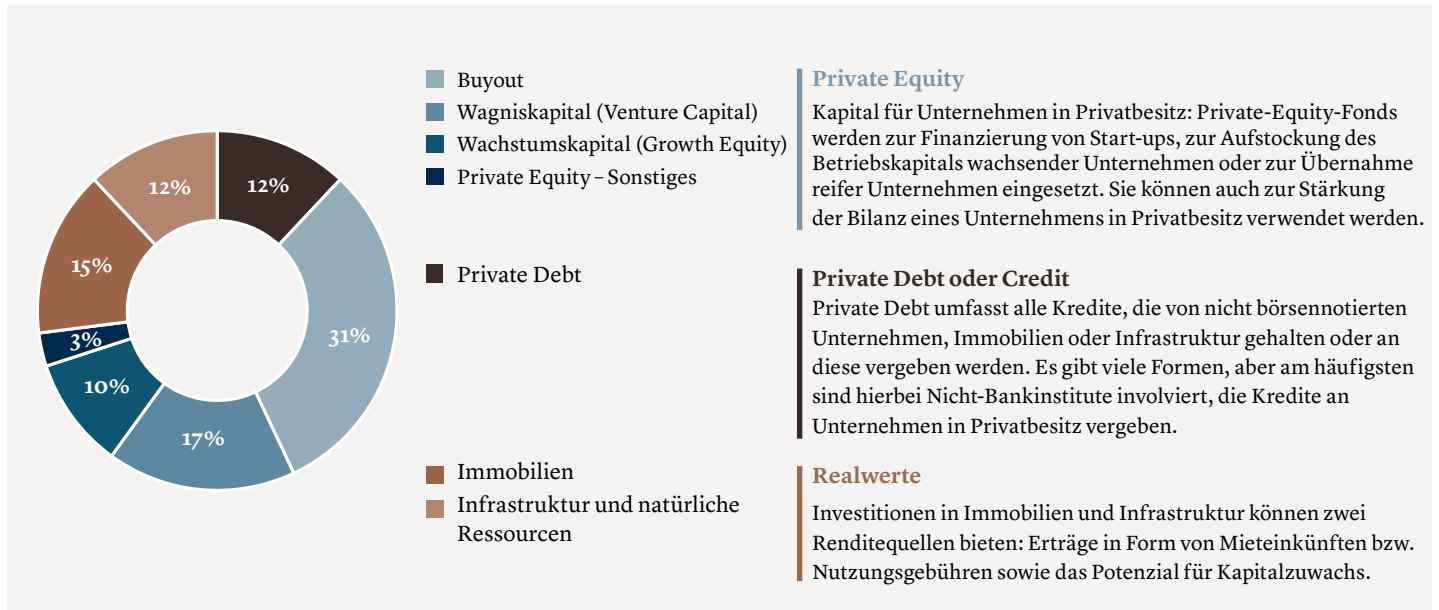 12%
12%
15%
31%
3%
10%
17%
Buyout
Wagniskapital (Venture Capital)
Wachstumskapital (Growth Equity)
Private Equity – Sonstiges
Private Debt
Immobilien
Infrastruktur und natürliche
Ressourcen
Private Equity
Kapital für Unternehmen in Privatbesitz: Private-Equity-Fonds
werden zur Finanzierung von Start-ups, zur Aufstockung des
Betriebskapitals wachsender Unternehmen oder zur Übernahme
reifer Unternehmen eingesetzt. Sie können auch zur Stärkung
der Bilanz eines Unternehmens in Privatbesitz verwendet werden.
Private Debt oder Credit
Private Debt umfasst alle Kredite, die von nicht börsennotierten
Unternehmen, Immobilien oder Infrastruktur gehalten oder an
diese vergeben werden. Es gibt viele Formen, aber am häufigsten
sind hierbei Nicht-Bankinstitute involviert, die Kredite an
Unternehmen in Privatbesitz vergeben.
Realwerte
Investitionen in Immobilien und Infrastruktur können zwei
Renditequellen bieten: Erträge in Form von Mieteinkünften bzw.
Nutzungsgebühren sowie das Potenzial für Kapitalzuwachs.